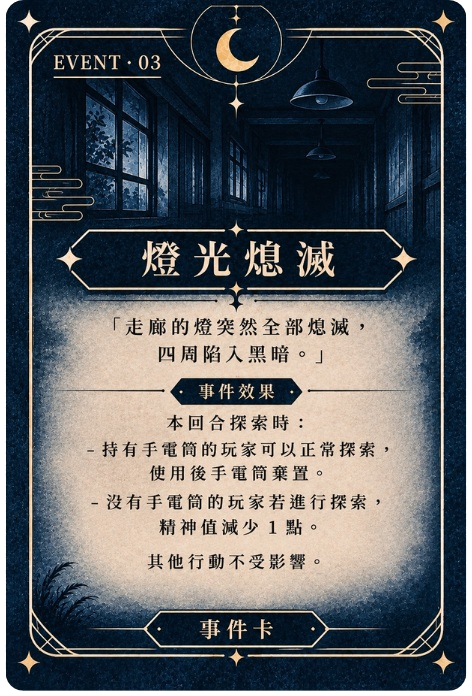 EVENT · 03
燈光熄滅
「走廊的燈突然全部熄滅，
四周陷入黑暗。」
事件效果
本回合探索時：
- 持有手電筒的玩家可以正常探索，
使用後手電筒棄置。
- 沒有手電筒的玩家若進行探索，
精神值減少 1 點。
其他行動不受影響。
事件卡